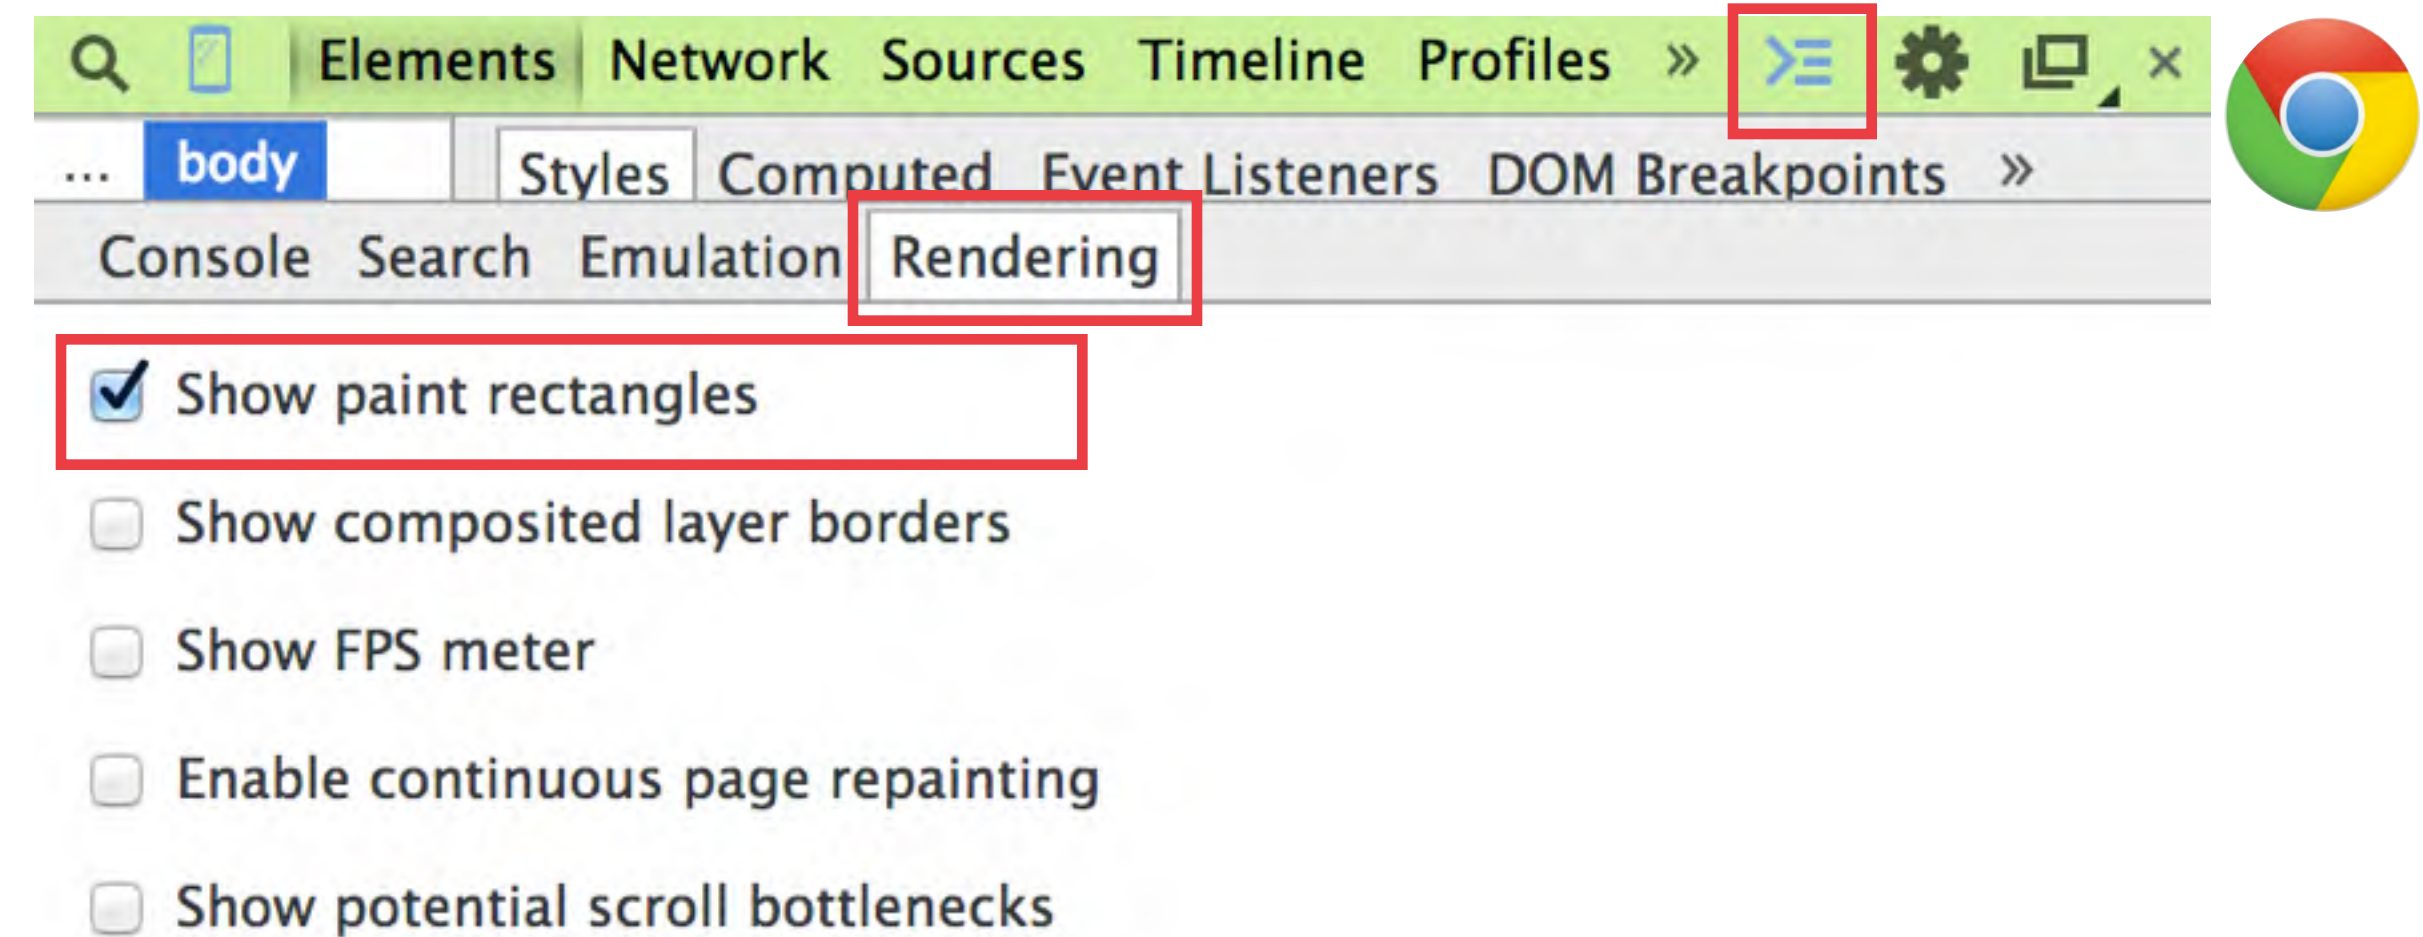 Elements Network Sources Timeline Profiles »
... body Styles Computed Event Listeners DOM Breakpoints »
Console Search Emulation Rendering
Show paint rectangles
Show composited layer borders
Show FPS meter
Enable continuous page repainting
Show potential scroll bottlenecks